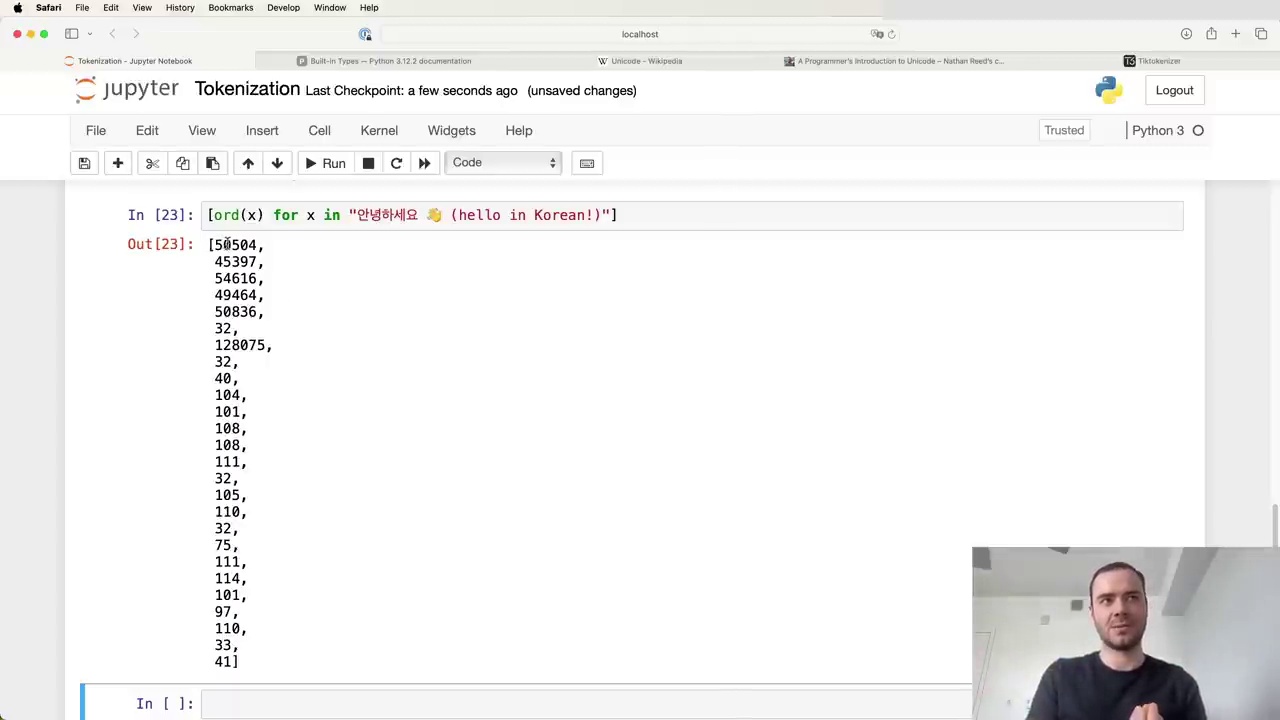 Safari File Edit View History Bookmarks Develop Window Help
localhost
Tokenization - Jupyter Notebook Built-in Types — Python 3.12.2 documentation Unicode - Wikipedia A Programmer's Introduction to Unicode – Nathan Reed's c... Tiktokenizer
jupyter Tokenization Last Checkpoint: a few seconds ago (unsaved changes) Logout
File Edit View Insert Cell Kernel Widgets Help Trusted Python 3
Run Code
In [23]: [ord(x) for x in "안녕하세요 👋 (hello in Korean!)"]
Out[23]: [50504,
45397,
54616,
49464,
50836,
32,
128075,
32,
40,
104,
101,
108,
108,
111,
32,
105,
110,
32,
75,
111,
114,
101,
97,
110,
33,
41]
In [ ]: